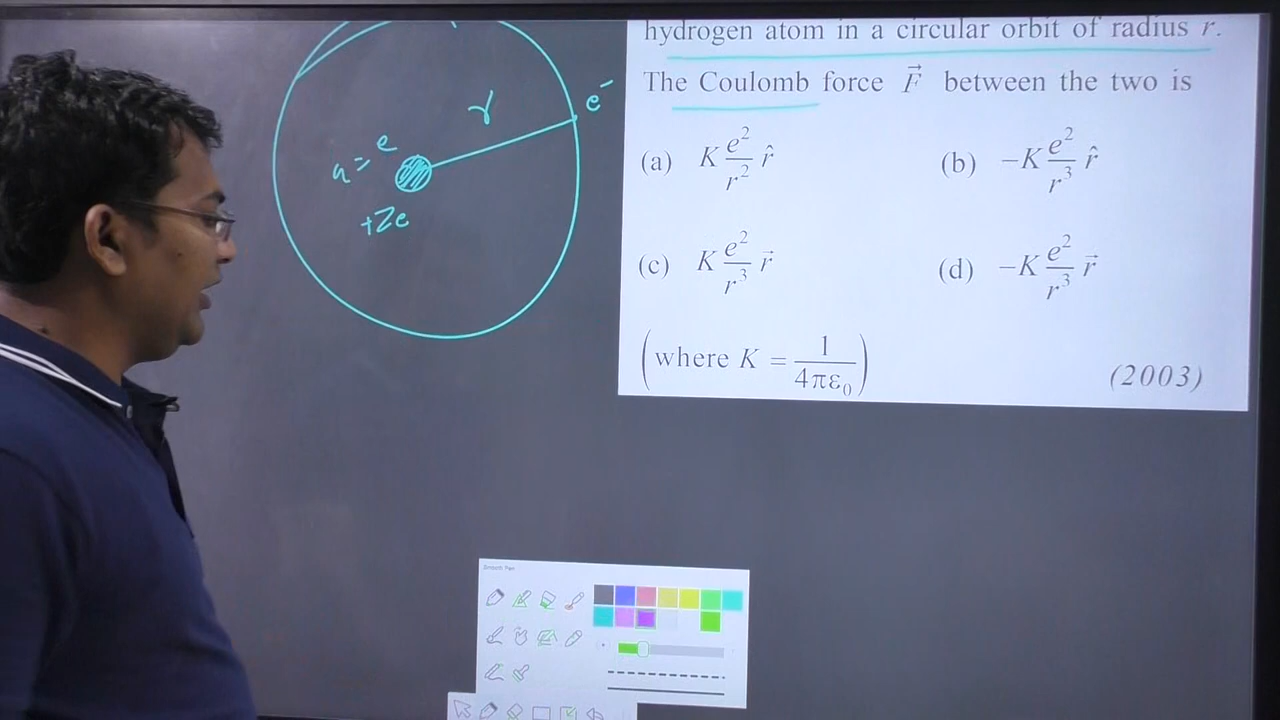 hydrogen atom in a circular orbit of radius r.
The Coulomb force F⃗ between the two is
(a) K e²/r² r̂
(b) −K e²/r³ r̂
(c) K e²/r³ r⃗
(d) −K e²/r³ r⃗
(where K = 1/4πε₀)
(2003)
r
e⁻
e
+Ze